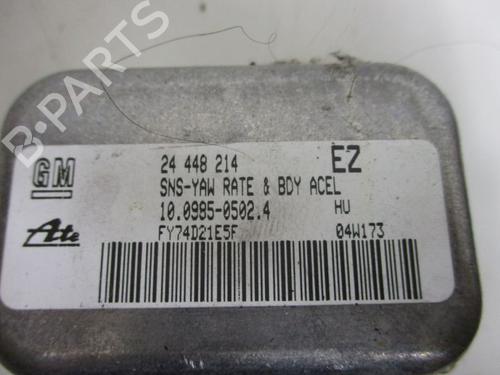 B-PARTS
GM
24 448 214 EZ
SNS-YAW RATE & BDY ACEL
10.0985-0502.4 HU
Ate
FY74D21E5F 04W173